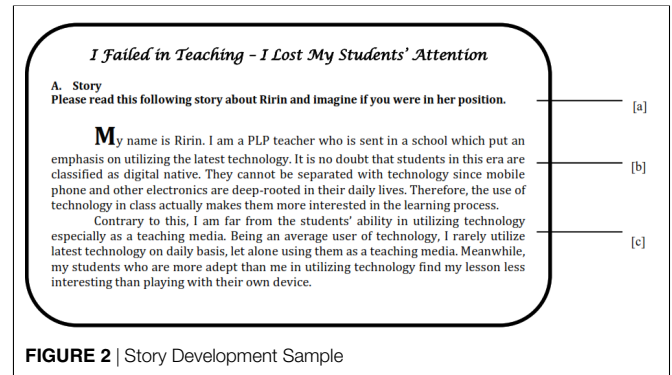 I Failed in Teaching – I Lost My Students' Attention
A. Story
Please read this following story about Ririn and imagine if you were in her position.
[a]
My name is Ririn. I am a PLP teacher who is sent in a school which put an
emphasis on utilizing the latest technology. It is no doubt that students in this era are
classified as digital native. They cannot be separated with technology since mobile
[b]
phone and other electronics are deep-rooted in their daily lives. Therefore, the use of
technology in class actually makes them more interested in the learning process.
Contrary to this, I am far from the students' ability in utilizing technology
especially as a teaching media. Being an average user of technology, I rarely utilize
[c]
latest technology on daily basis, let alone using them as a teaching media. Meanwhile,
my students who are more adept than me in utilizing technology find my lesson less
interesting than playing with their own device.
FIGURE 2 | Story Development Sample